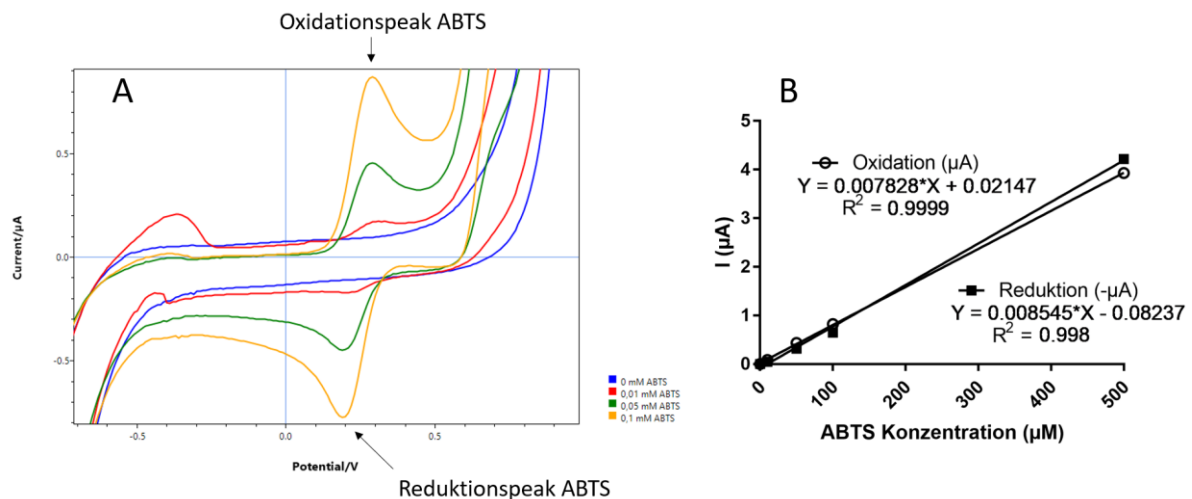 Oxidationspeak ABTS
A
Current/µA
0.5
0.0
-0.5
-0.5
0.0
0.5
Potential/V
Reduktionspeak ABTS
0 mM ABTS
0,01 mM ABTS
0,05 mM ABTS
0,1 mM ABTS
B
I (µA)
5
4
3
2
1
0
0
100
200
300
400
500
ABTS Konzentration (µM)
Oxidation (µA)
Y = 0.007828*X + 0.02147
R² = 0.9999
Reduktion (-µA)
Y = 0.008545*X - 0.08237
R² = 0.998